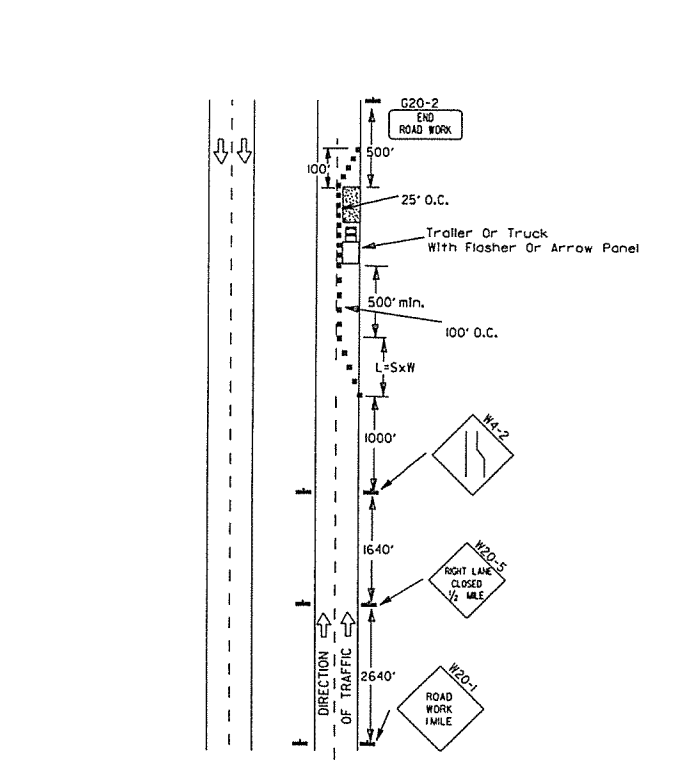 G20-2
END
ROAD WORK
500'
100'
25' O.C.
Trailer Or Truck
With Flasher Or Arrow Panel
500' min.
100' O.C.
L=SxW
1000'
W4-2
1640'
W20-5
RIGHT LANE
CLOSED
1/2 MILE
DIRECTION
OF TRAFFIC
2640'
W20-1
ROAD
WORK
1 MILE